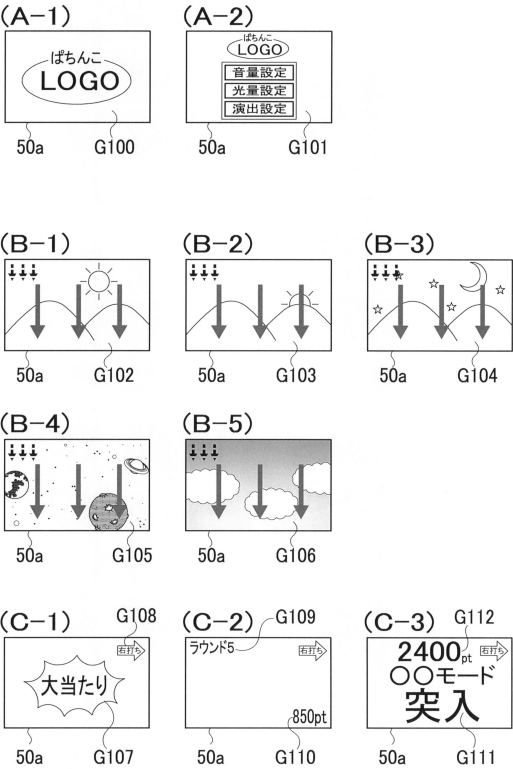 (A-1)
ぱちんこ
LOGO
50a
G100
(A-2)
ぱちんこ
LOGO
音量設定
光量設定
演出設定
50a
G101
(B-1)
50a
G102
(B-2)
50a
G103
(B-3)
50a
G104
(B-4)
50a
G105
(B-5)
50a
G106
(C-1)
G108
右打ち
大当たり
50a
G107
(C-2)
G109
ラウンド5
右打ち
850pt
50a
G110
(C-3)
G112
2400pt
右打ち
〇〇モード
突入
50a
G111